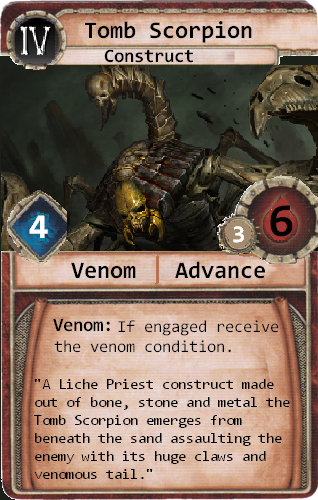 IV
Tomb Scorpion
Construct
4
3
6
Venom
Advance
Venom: If engaged receive
the venom condition.
"A Liche Priest construct made
out of bone, stone and metal the
Tomb Scorpion emerges from
beneath the sand assaulting the
enemy with its huge claws and
venomous tail."